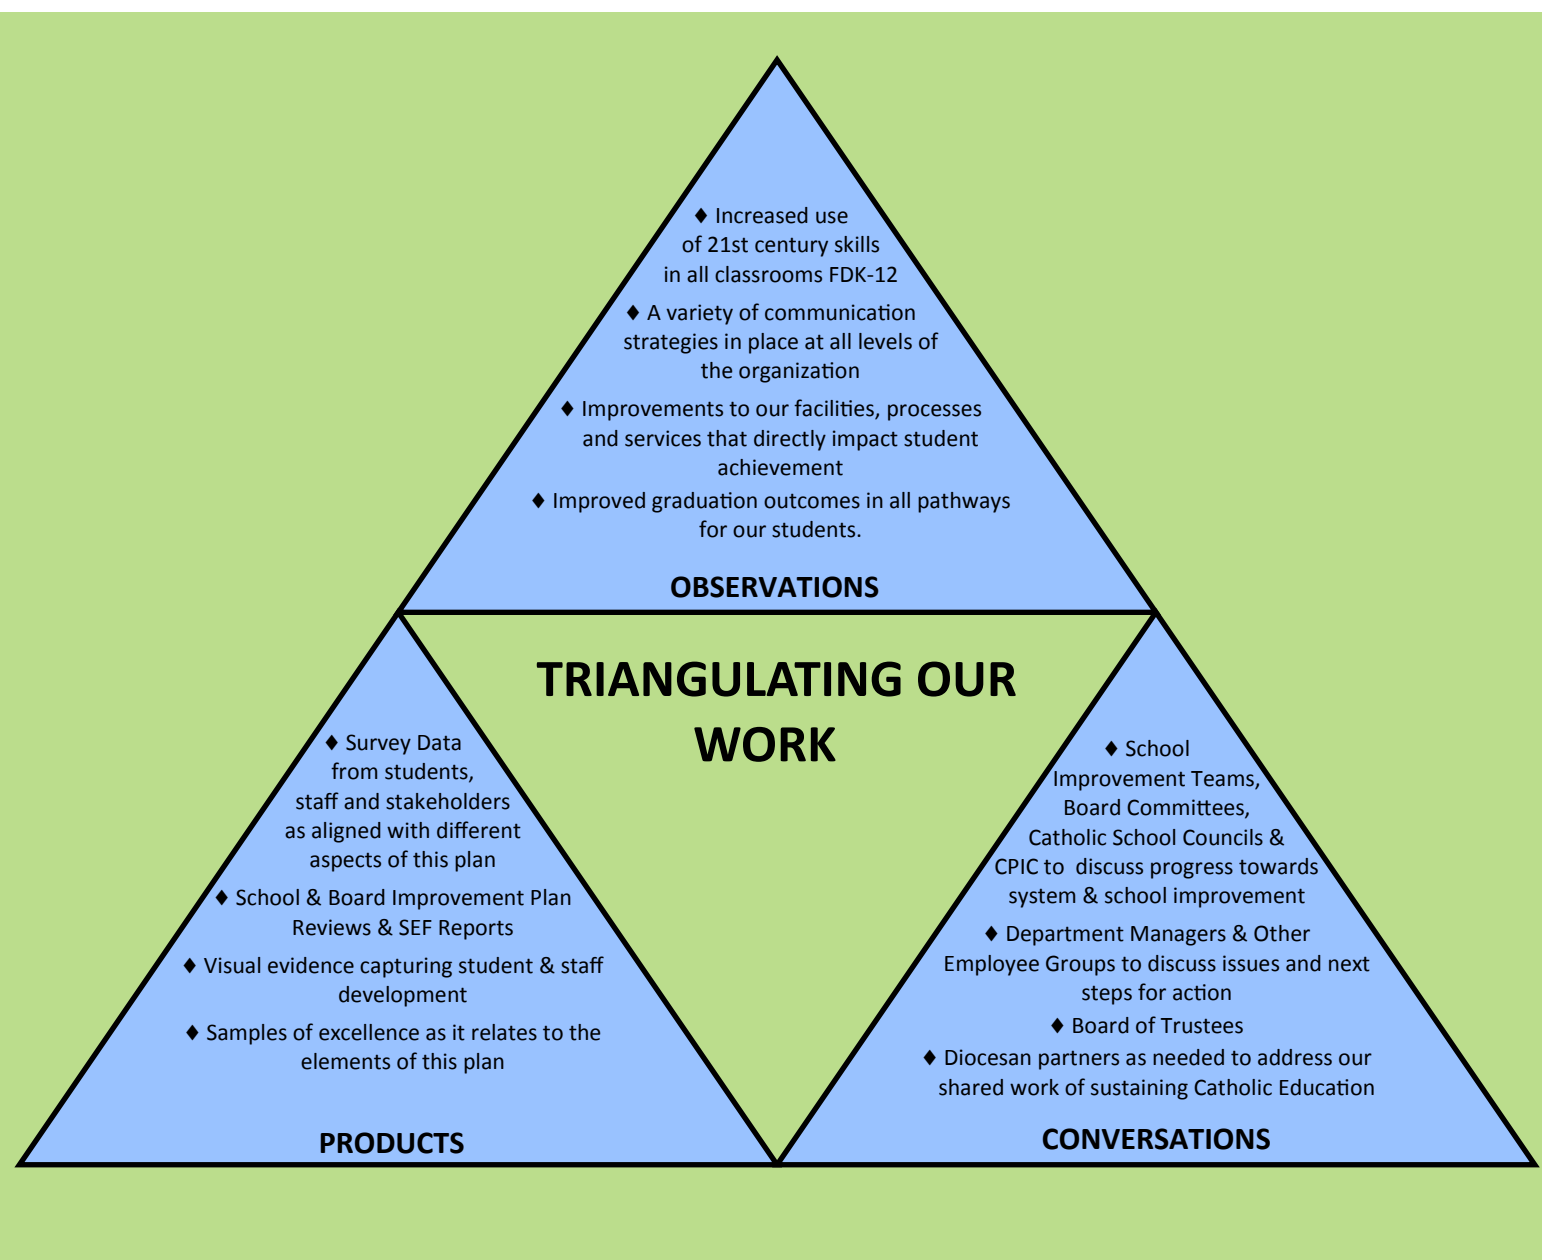 ♦ Increased use
of 21st century skills
in all classrooms FDK-12
♦ A variety of communication
strategies in place at all levels of
the organization
♦ Improvements to our facilities, processes
and services that directly impact student
achievement
♦ Improved graduation outcomes in all pathways
for our students.
OBSERVATIONS
TRIANGULATING OUR
WORK
♦ Survey Data
from students,
staff and stakeholders
as aligned with different
aspects of this plan
♦ School & Board Improvement Plan
Reviews & SEF Reports
♦ Visual evidence capturing student & staff
development
♦ Samples of excellence as it relates to the
elements of this plan
PRODUCTS
♦ School
Improvement Teams,
Board Committees,
Catholic School Councils &
CPIC to  discuss progress towards
system & school improvement
♦ Department Managers & Other
Employee Groups to discuss issues and next
steps for action
♦ Board of Trustees
♦ Diocesan partners as needed to address our
shared work of sustaining Catholic Education
CONVERSATIONS